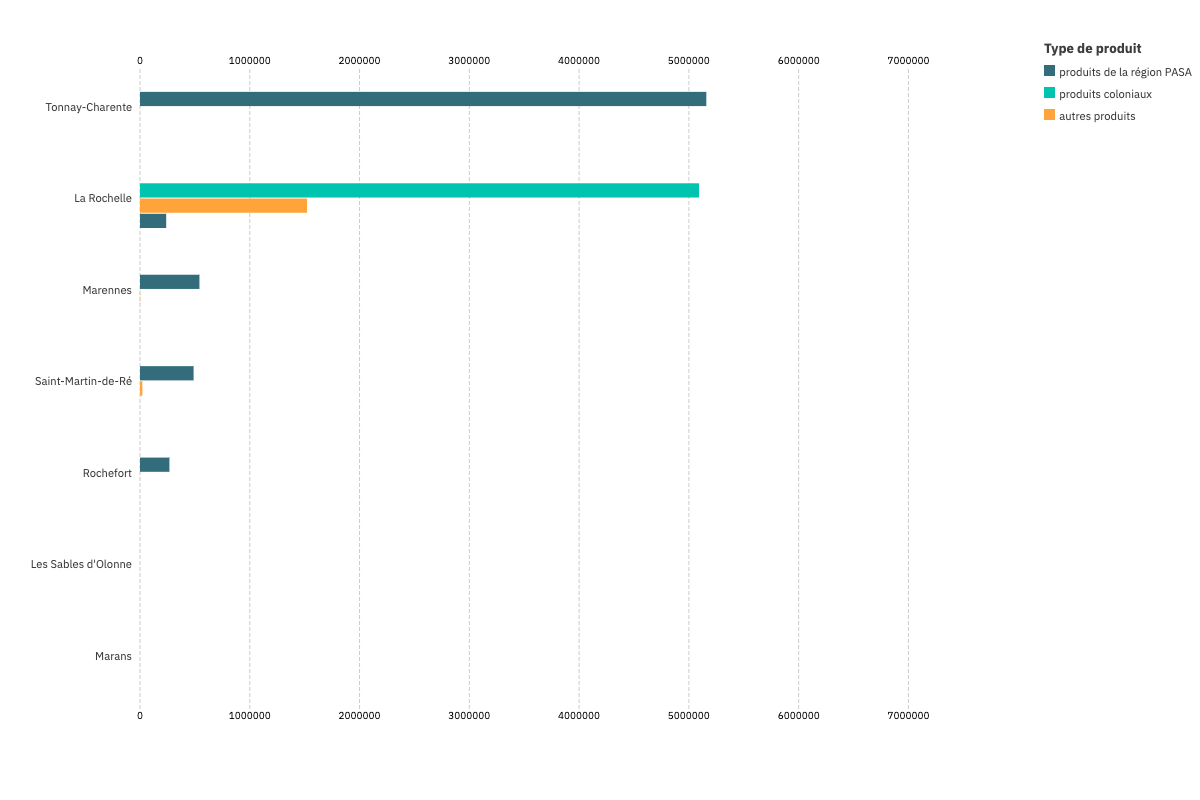 Type de produit
produits de la région PASA
produits coloniaux
autres produits
0 1000000 2000000 3000000 4000000 5000000 6000000 7000000
Tonnay-Charente
La Rochelle
Marennes
Saint-Martin-de-Ré
Rochefort
Les Sables d'Olonne
Marans
0 1000000 2000000 3000000 4000000 5000000 6000000 7000000